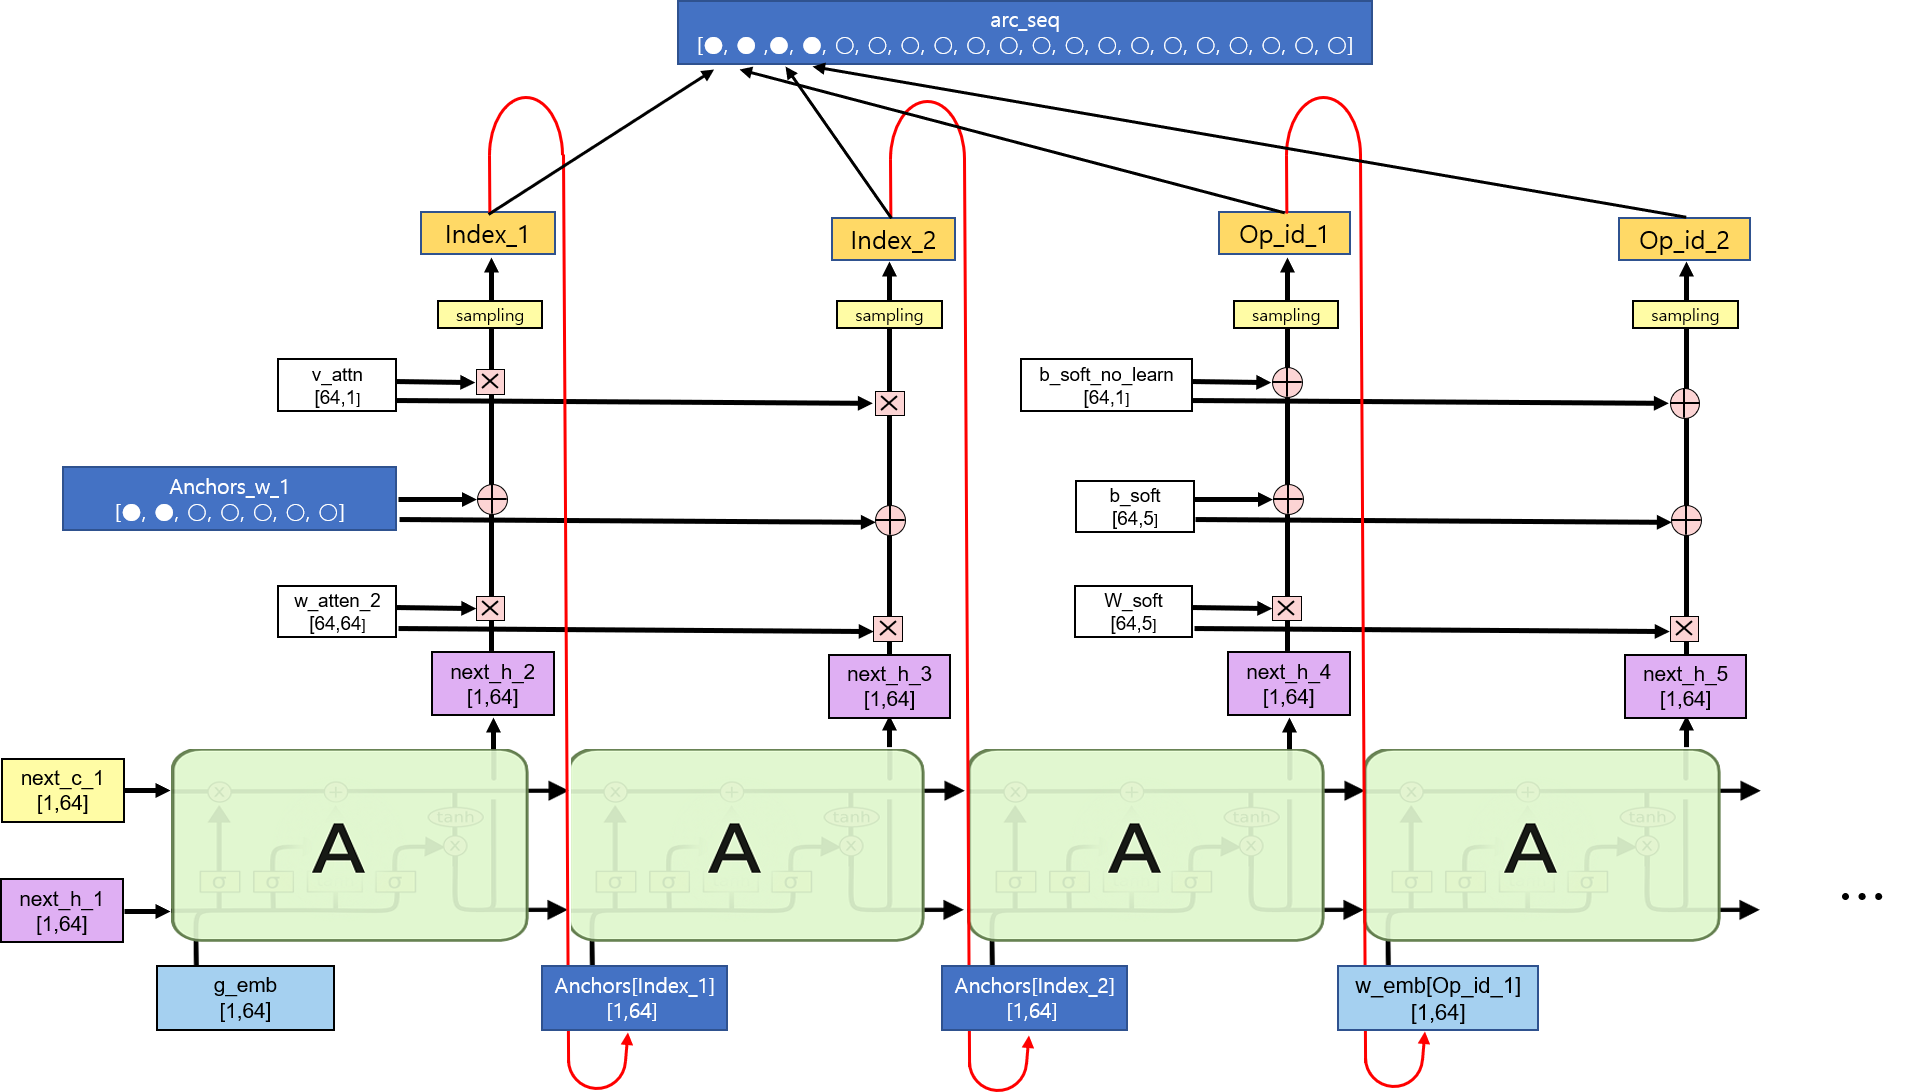 arc_seq
[●, ● ,●, ●, ○, ○, ○, ○, ○, ○, ○, ○, ○, ○, ○, ○, ○, ○, ○, ○]
Index_1
Index_2
Op_id_1
Op_id_2
sampling
sampling
sampling
sampling
v_attn
[64,1]
b_soft_no_learn
[64,1]
Anchors_w_1
[●, ●, ○, ○, ○, ○, ○]
b_soft
[64,5]
w_atten_2
[64,64]
W_soft
[64,5]
next_h_2
[1,64]
next_h_3
[1,64]
next_h_4
[1,64]
next_h_5
[1,64]
next_c_1
[1,64]
next_h_1
[1,64]
A
tanh
σ
σ
σ
A
tanh
σ
σ
σ
A
tanh
σ
σ
σ
A
tanh
σ
σ
σ
...
g_emb
[1,64]
Anchors[Index_1]
[1,64]
Anchors[Index_2]
[1,64]
w_emb[Op_id_1]
[1,64]